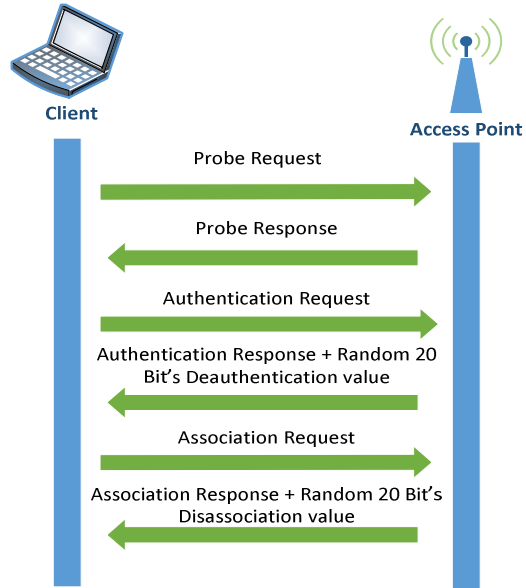 Client
Access Point
Probe Request
Probe Response
Authentication Request
Authentication Response + Random 20
Bit’s Deauthentication value
Association Request
Association Response + Random 20 Bit’s
Disassociation value